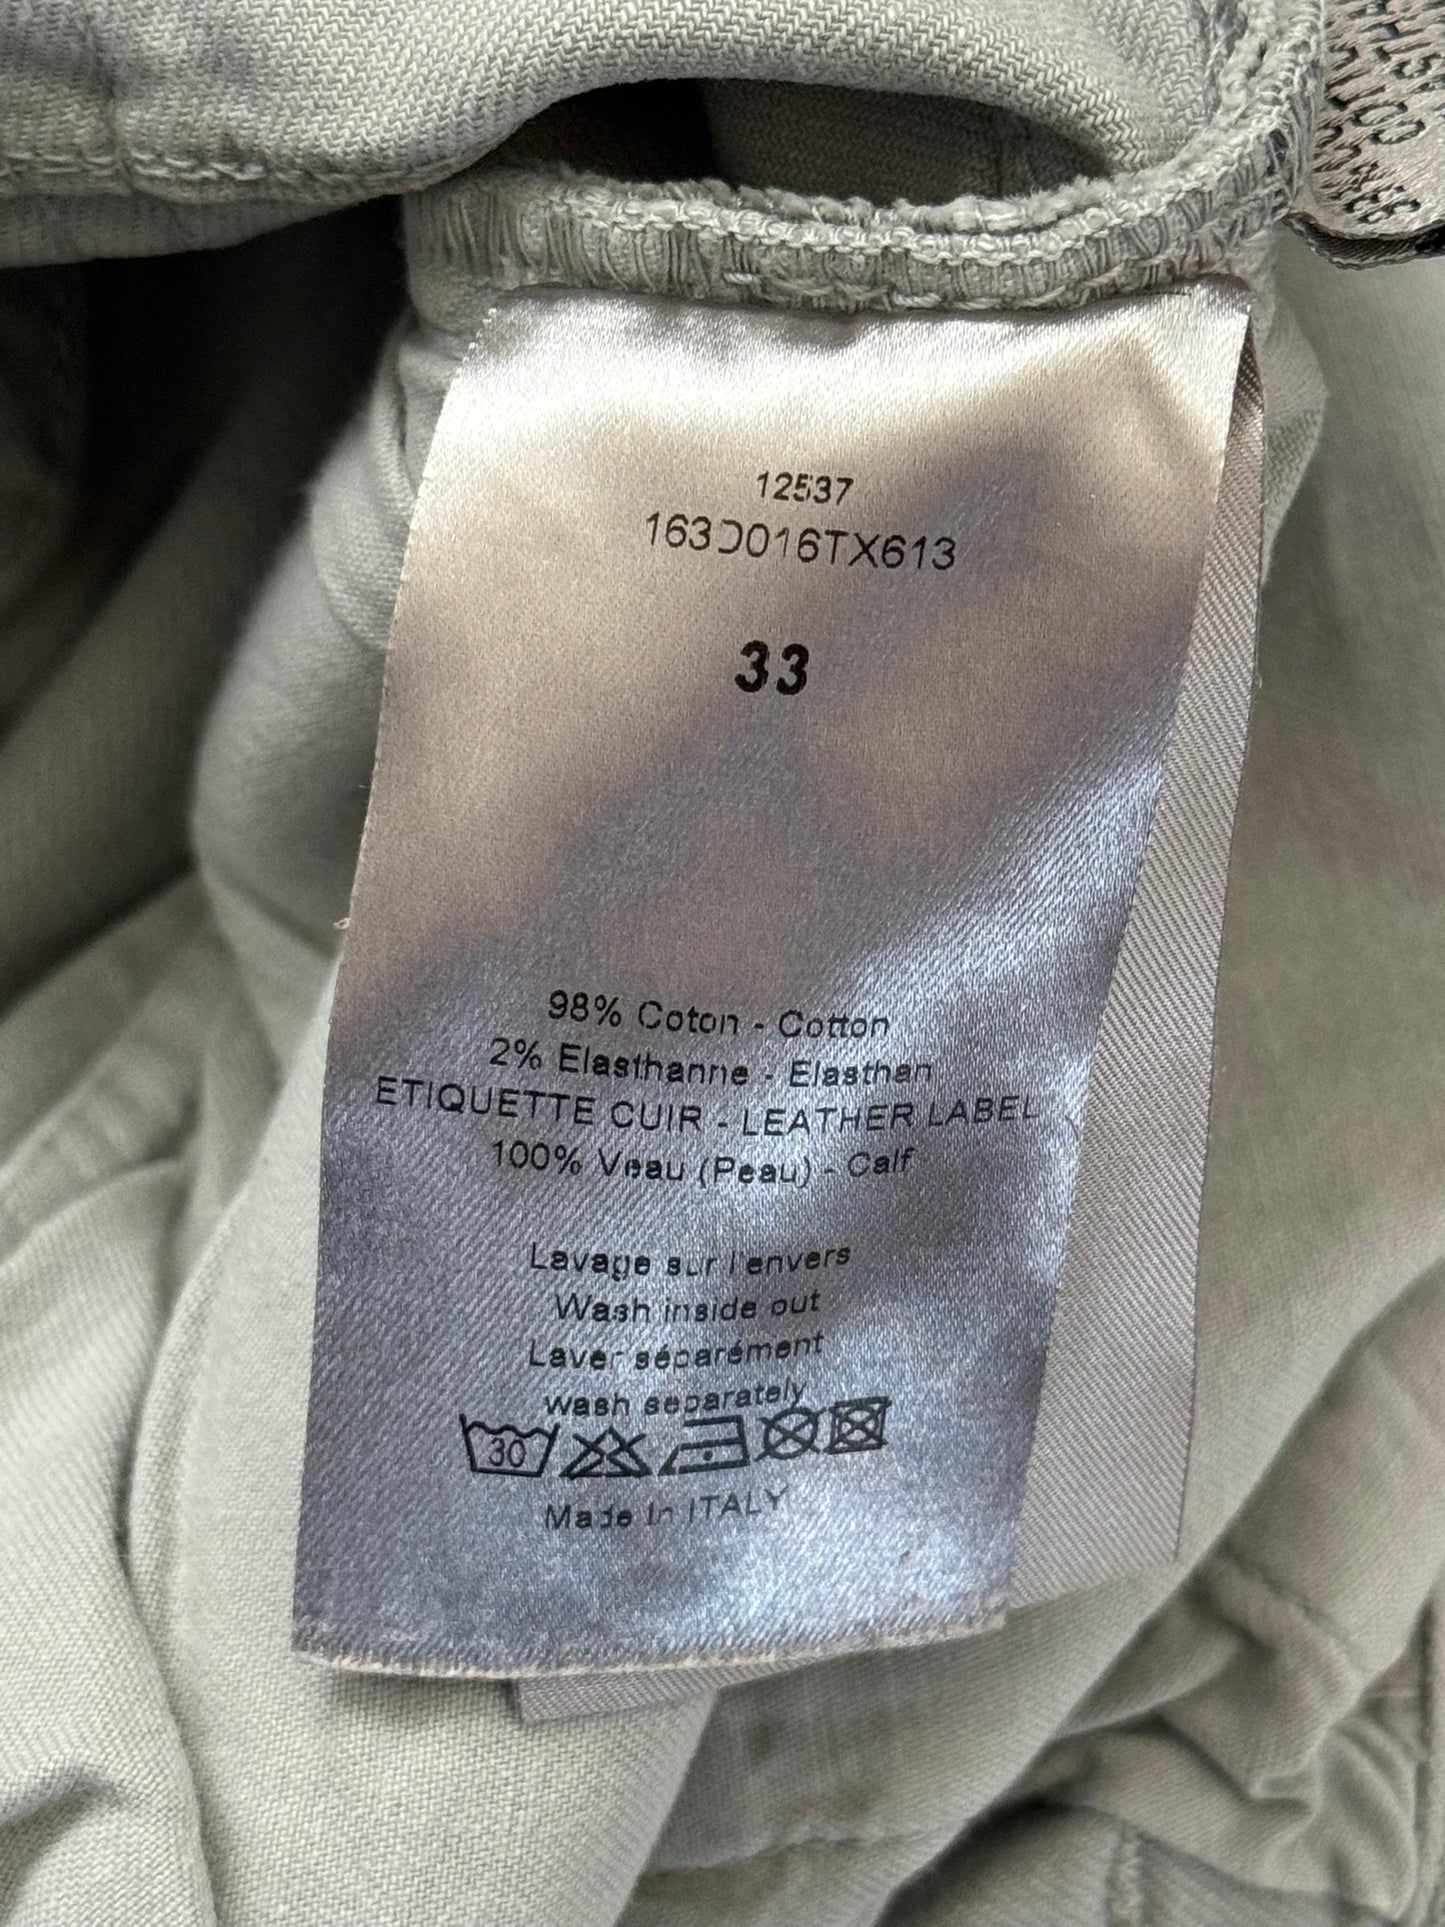 12537
163D016TX613
33
98% Coton - Cotton
2% Elasthanne - Elasthan
ETIQUETTE CUIR - LEATHER LABEL
100% Veau (Peau) - Calf
Lavage sur l'envers
Wash inside out
Laver séparément
wash separately
30
Made In ITALY